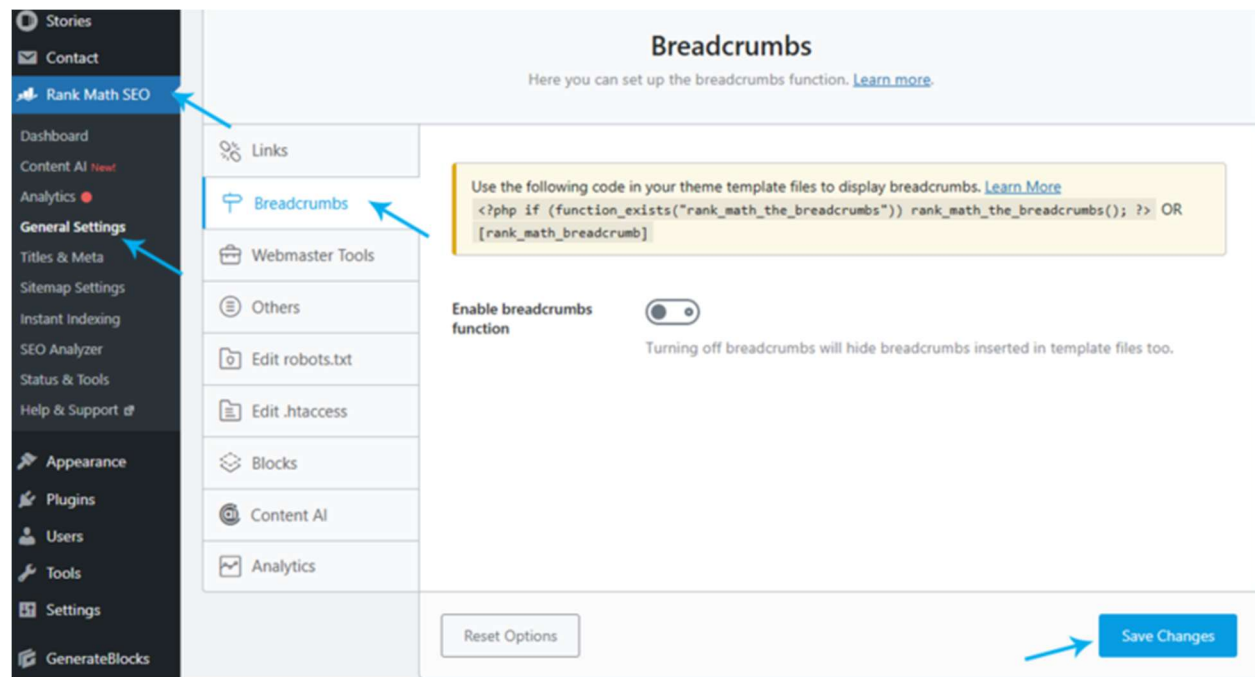 Stories
Contact
Rank Math SEO
Dashboard
Content AI New!
Analytics
General Settings
Titles & Meta
Sitemap Settings
Instant Indexing
SEO Analyzer
Status & Tools
Help & Support
Appearance
Plugins
Users
Tools
Settings
GenerateBlocks
Breadcrumbs
Here you can set up the breadcrumbs function. Learn more.
Links
Breadcrumbs
Webmaster Tools
Others
Edit robots.txt
Edit .htaccess
Blocks
Content AI
Analytics
Use the following code in your theme template files to display breadcrumbs. Learn More
<?php if (function_exists("rank_math_the_breadcrumbs")) rank_math_the_breadcrumbs(); ?> OR
[rank_math_breadcrumb]
Enable breadcrumbs
function
Turning off breadcrumbs will hide breadcrumbs inserted in template files too.
Reset Options
Save Changes